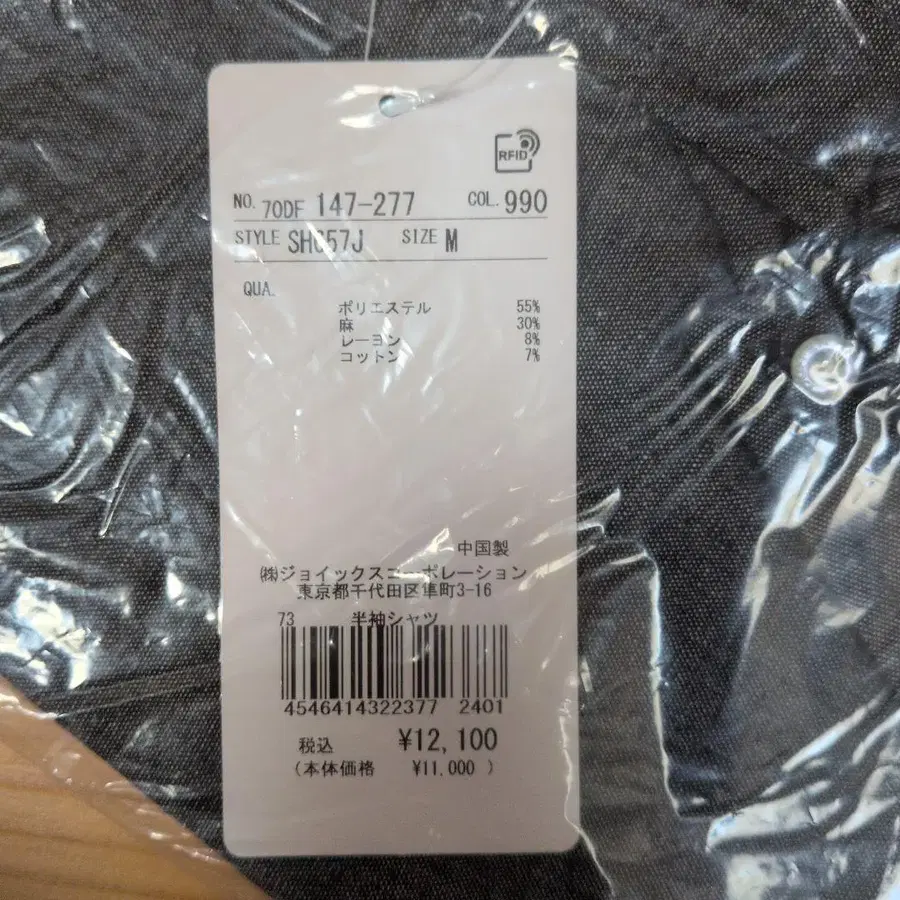 RFID
NO. 70DF 147-277 COL. 990
STYLE SHG57J SIZE M
QUA.
ポリエステル 55%
麻 30%
レーヨン 8%
コットン 7%
中国製
㈱ジョイックスコーポレーション
東京都千代田区隼町3-16
73 半袖シャツ
4546414322377 2401
税込 ¥12,100
(本体価格 ¥11,000 )